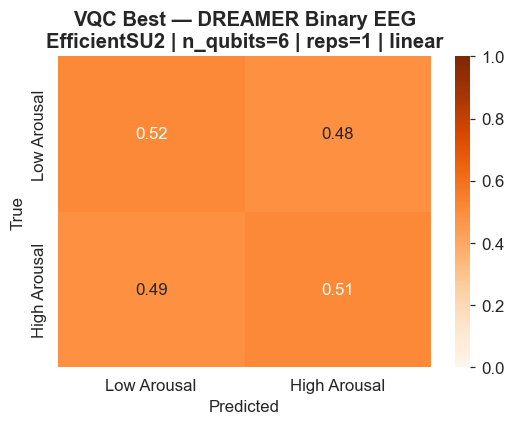 VQC Best — DREAMER Binary EEG
EfficientSU2 | n_qubits=6 | reps=1 | linear
True
Low Arousal
High Arousal
0.52
0.48
0.49
0.51
Low Arousal
High Arousal
Predicted
1.0
0.8
0.6
0.4
0.2
0.0